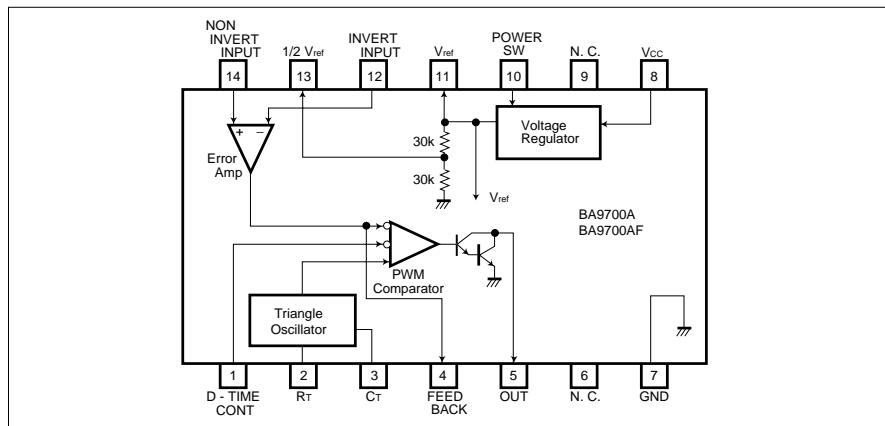 NON
INVERT
INPUT
1/2 Vref
INVERT
INPUT
Vref
POWER
SW
N. C.
VCC
14
13
12
11
10
9
8
+ −
Error
Amp
30k
30k
Voltage
Regulator
Vref
BA9700A
BA9700AF
PWM
Comparator
Triangle
Oscillator
1
2
3
4
5
6
7
D - TIME
CONT
RT
CT
FEED
BACK
OUT
N. C.
GND